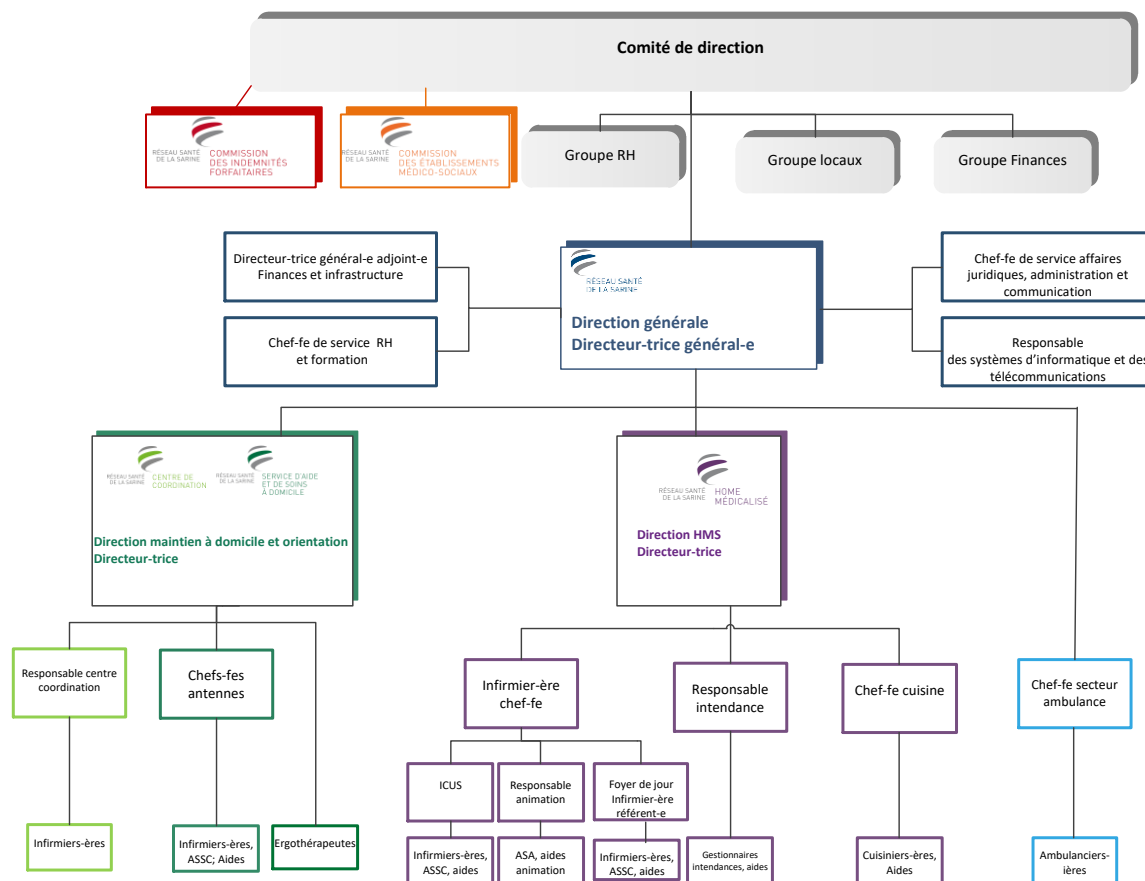 Comité de direction
RÉSEAU SANTÉ
DE LA SARINE
COMMISSION
DES INDEMNITÉS
FORFAITAIRES
RÉSEAU SANTÉ
DE LA SARINE
COMMISSION
DES ÉTABLISSEMENTS
MÉDICO-SOCIAUX
Groupe RH
Groupe locaux
Groupe Finances
Directeur-trice général-e adjoint-e
Finances et infrastructure
Chef-fe de service RH
et formation
RÉSEAU SANTÉ
DE LA SARINE
Direction générale
Directeur-trice général-e
Chef-fe de service affaires
juridiques, administration et
communication
Responsable
des systèmes d'informatique et des
télécommunications
RÉSEAU SANTÉ
DE LA SARINE
CENTRE DE
COORDINATION
RÉSEAU SANTÉ
DE LA SARINE
SERVICE D'AIDE
ET DE SOINS
À DOMICILE
Direction maintien à domicile et orientation
Directeur-trice
RÉSEAU SANTÉ
DE LA SARINE
HOME
MÉDICALISÉ
Direction HMS
Directeur-trice
Responsable centre
coordination
Chefs-fes
antennes
Infirmier-ère
chef-fe
Responsable
intendance
Chef-fe cuisine
Chef-fe secteur
ambulance
ICUS
Responsable
animation
Foyer de jour
Infirmier-ère
référent-e
Infirmiers-ères
Infirmiers-ères,
ASSC; Aides
Ergothérapeutes
Infirmiers-ères,
ASSC, aides
ASA, aides
animation
Infirmiers-ères,
ASSC, aides
Gestionnaires
intendances, aides
Cuisiniers-ères,
Aides
Ambulanciers-
ières